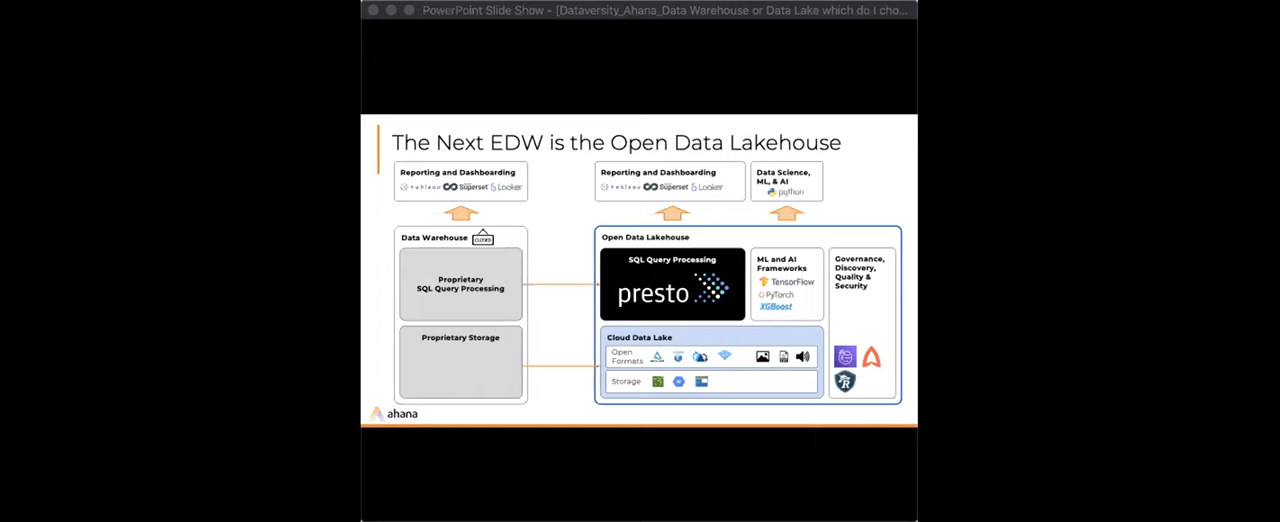 PowerPoint Slide Show - [Dataversity_Ahana_Data Warehouse or Data Lake which do I cho...
The Next EDW is the Open Data Lakehouse
Reporting and Dashboarding
tableau Superset Looker
Reporting and Dashboarding
tableau Superset Looker
Data Science,
ML, & AI
python
Data Warehouse
CLOSED
Proprietary
SQL Query Processing
Proprietary Storage
Open Data Lakehouse
SQL Query Processing
presto
ML and AI
Frameworks
TensorFlow
PyTorch
XGBoost
Governance,
Discovery,
Quality &
Security
Cloud Data Lake
Open
Formats
Storage
R
ahana